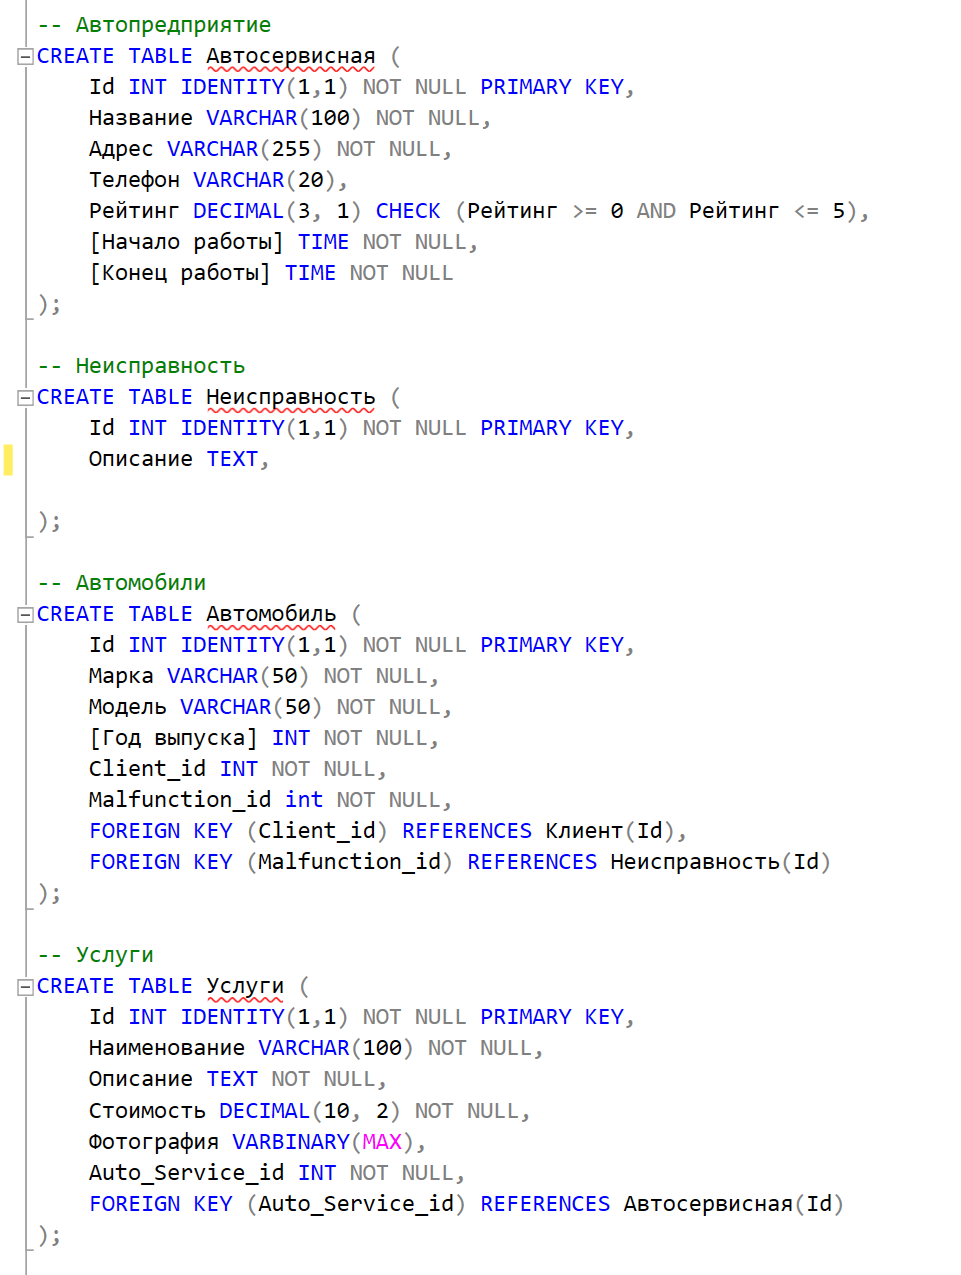 -- Автопредприятие
CREATE TABLE Автосервисная (
Id INT IDENTITY(1,1) NOT NULL PRIMARY KEY,
Название VARCHAR(100) NOT NULL,
Адрес VARCHAR(255) NOT NULL,
Телефон VARCHAR(20),
Рейтинг DECIMAL(3, 1) CHECK (Рейтинг >= 0 AND Рейтинг <= 5),
[Начало работы] TIME NOT NULL,
[Конец работы] TIME NOT NULL
);
-- Неисправность
CREATE TABLE Неисправность (
Id INT IDENTITY(1,1) NOT NULL PRIMARY KEY,
Описание TEXT,
);
-- Автомобили
CREATE TABLE Автомобиль (
Id INT IDENTITY(1,1) NOT NULL PRIMARY KEY,
Марка VARCHAR(50) NOT NULL,
Модель VARCHAR(50) NOT NULL,
[Год выпуска] INT NOT NULL,
Client_id INT NOT NULL,
Malfunction_id int NOT NULL,
FOREIGN KEY (Client_id) REFERENCES Клиент(Id),
FOREIGN KEY (Malfunction_id) REFERENCES Неисправность(Id)
);
-- Услуги
CREATE TABLE Услуги (
Id INT IDENTITY(1,1) NOT NULL PRIMARY KEY,
Наименование VARCHAR(100) NOT NULL,
Описание TEXT NOT NULL,
Стоимость DECIMAL(10, 2) NOT NULL,
Фотография VARBINARY(MAX),
Auto_Service_id INT NOT NULL,
FOREIGN KEY (Auto_Service_id) REFERENCES Автосервисная(Id)
);